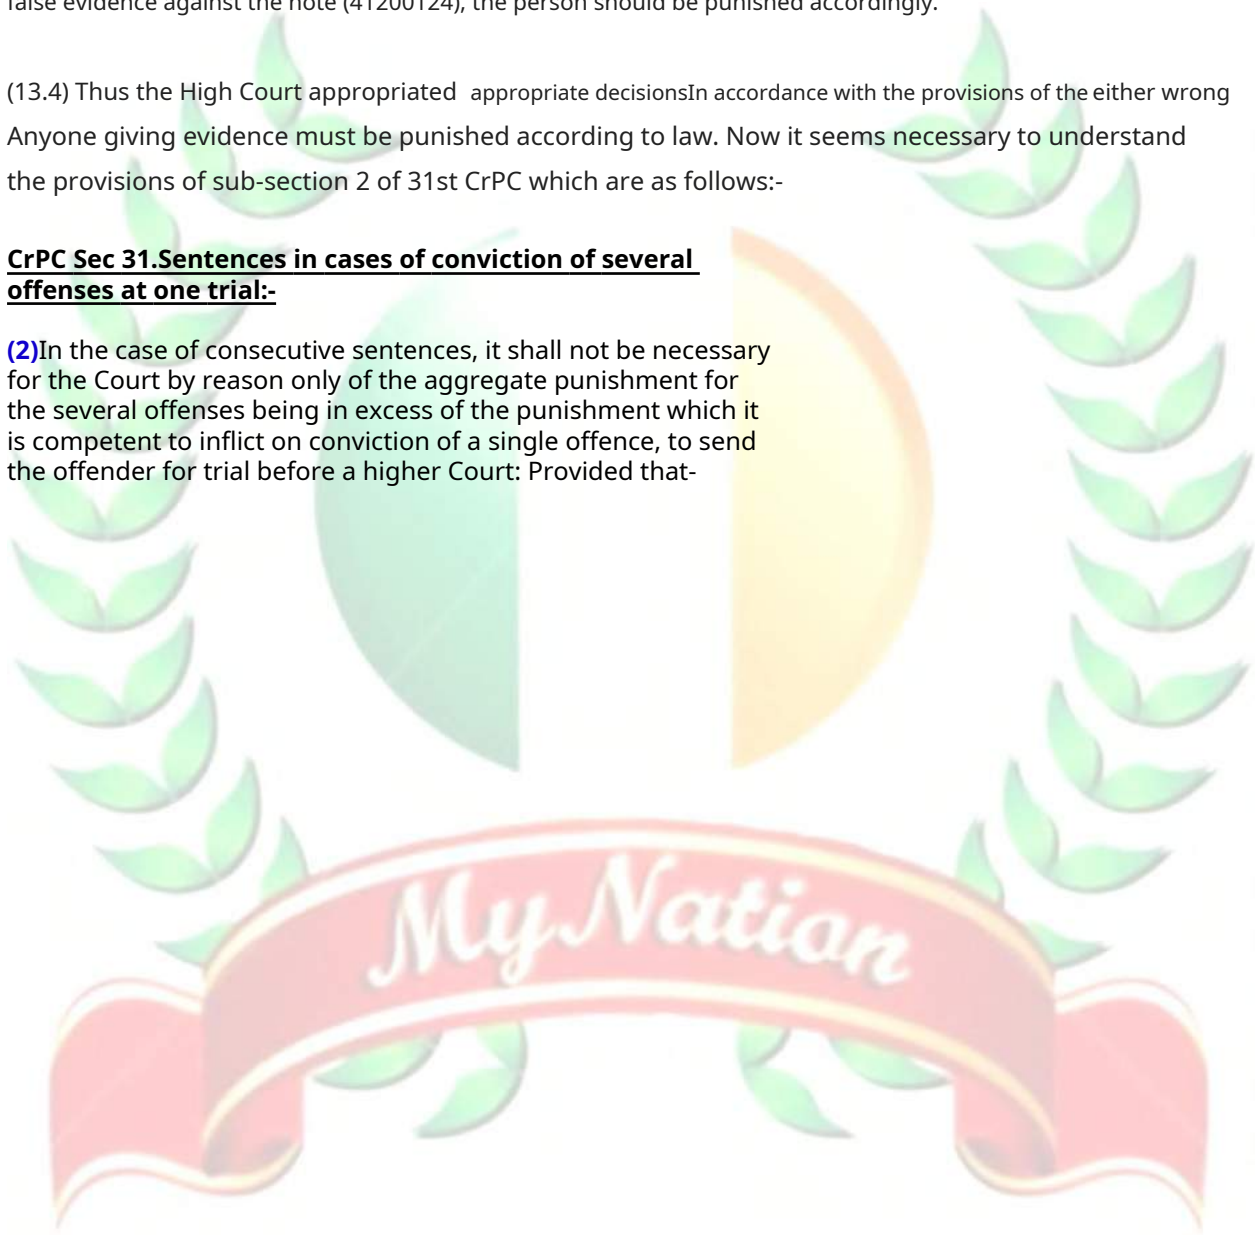 false evidence against the note (41200124), the person should be punished accordingly.
(13.4) Thus the High Court appropriated appropriate decisionsIn accordance with the provisions of the either wrong
Anyone giving evidence must be punished according to law. Now it seems necessary to understand
the provisions of sub-section 2 of 31st CrPC which are as follows:-
CrPC Sec 31.Sentences in cases of conviction of several
offenses at one trial:-
(2)In the case of consecutive sentences, it shall not be necessary
for the Court by reason only of the aggregate punishment for
the several offenses being in excess of the punishment which it
is competent to inflict on conviction of a single offence, to send
the offender for trial before a higher Court: Provided that-
MyNation